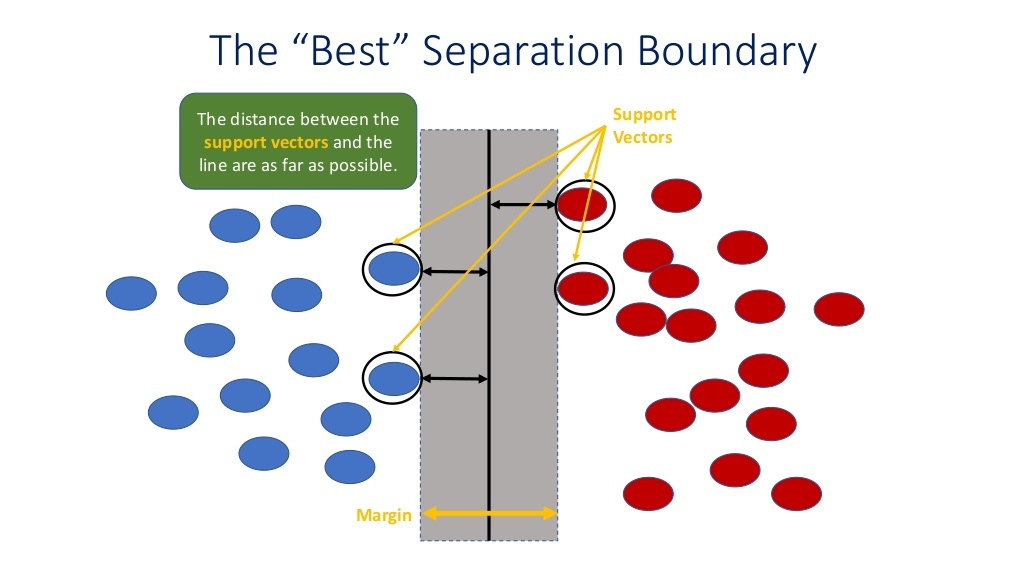 The “Best” Separation Boundary
The distance between the
support vectors and the
line are as far as possible.
Support
Vectors
Margin